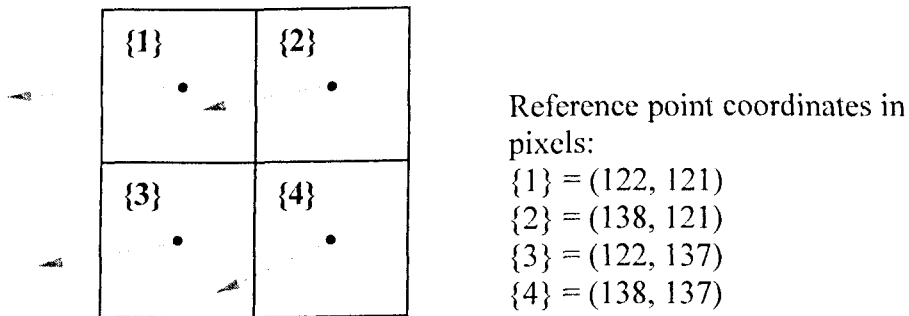 {1}
{2}
{3}
{4}
Reference point coordinates in
pixels:
{1} = (122, 121)
{2} = (138, 121)
{3} = (122, 137)
{4} = (138, 137)